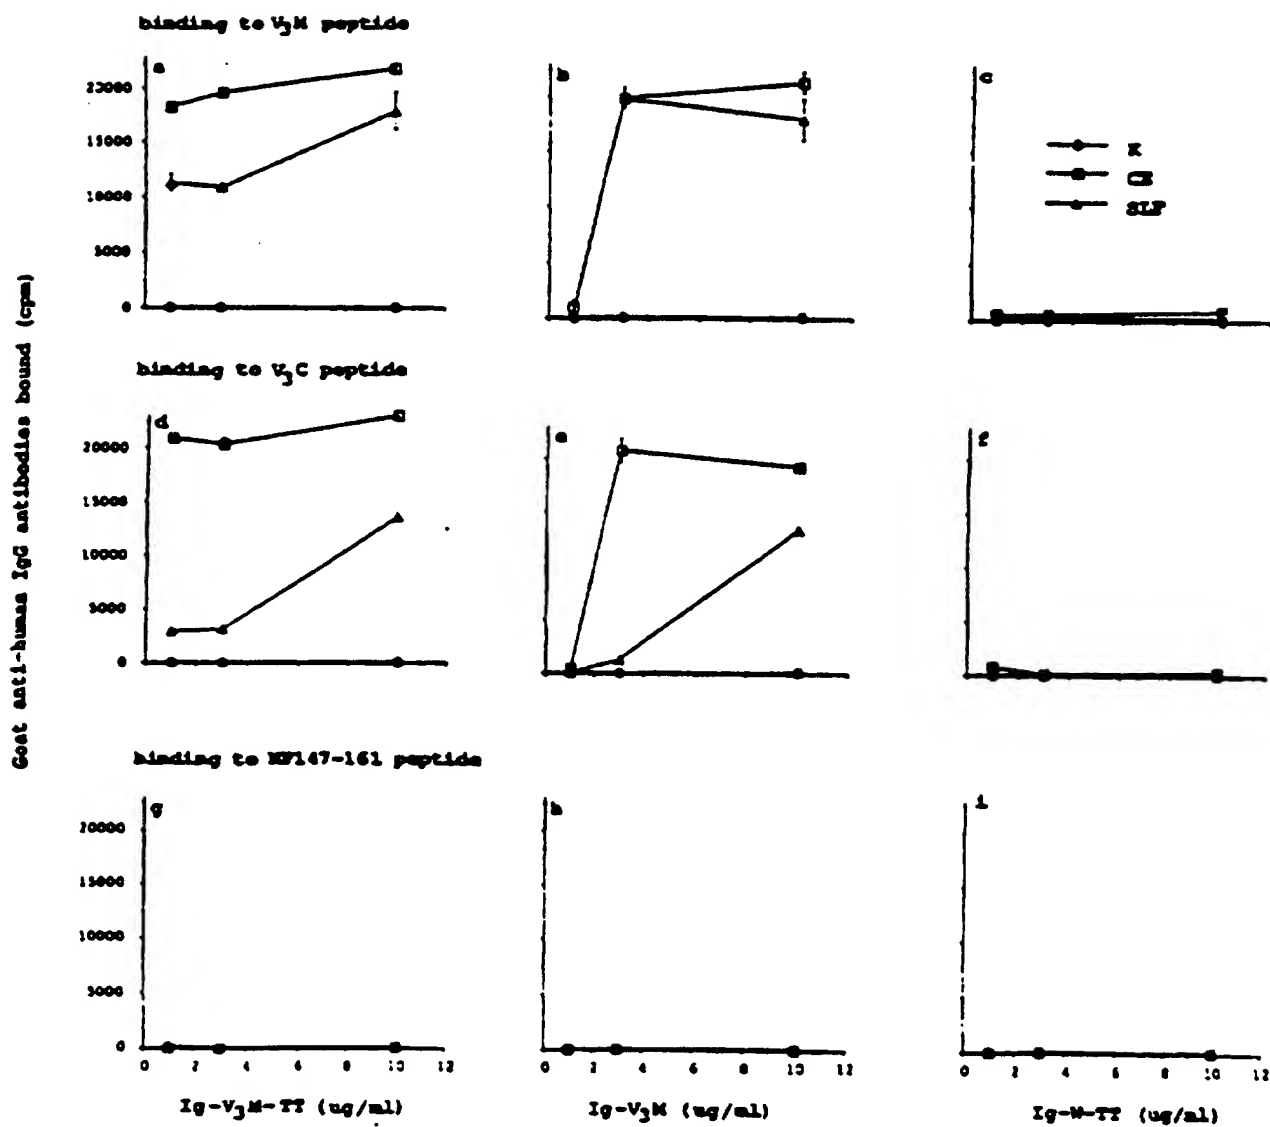 binding to V3M peptide
a
b
c
20000
15000
10000
5000
0
SLP
Goat anti-human IgG antibodies bound (cpm)
binding to V3C peptide
d
e
f
20000
15000
10000
5000
0
binding to NP147-161 peptide
g
h
i
20000
15000
10000
5000
0
0 2 4 6 8 10 12
0 2 4 6 8 10 12
0 2 4 6 8 10 12
Ig-V3M-TT (ug/ml)
Ig-V3M (ug/ml)
Ig-W-TT (ug/ml)